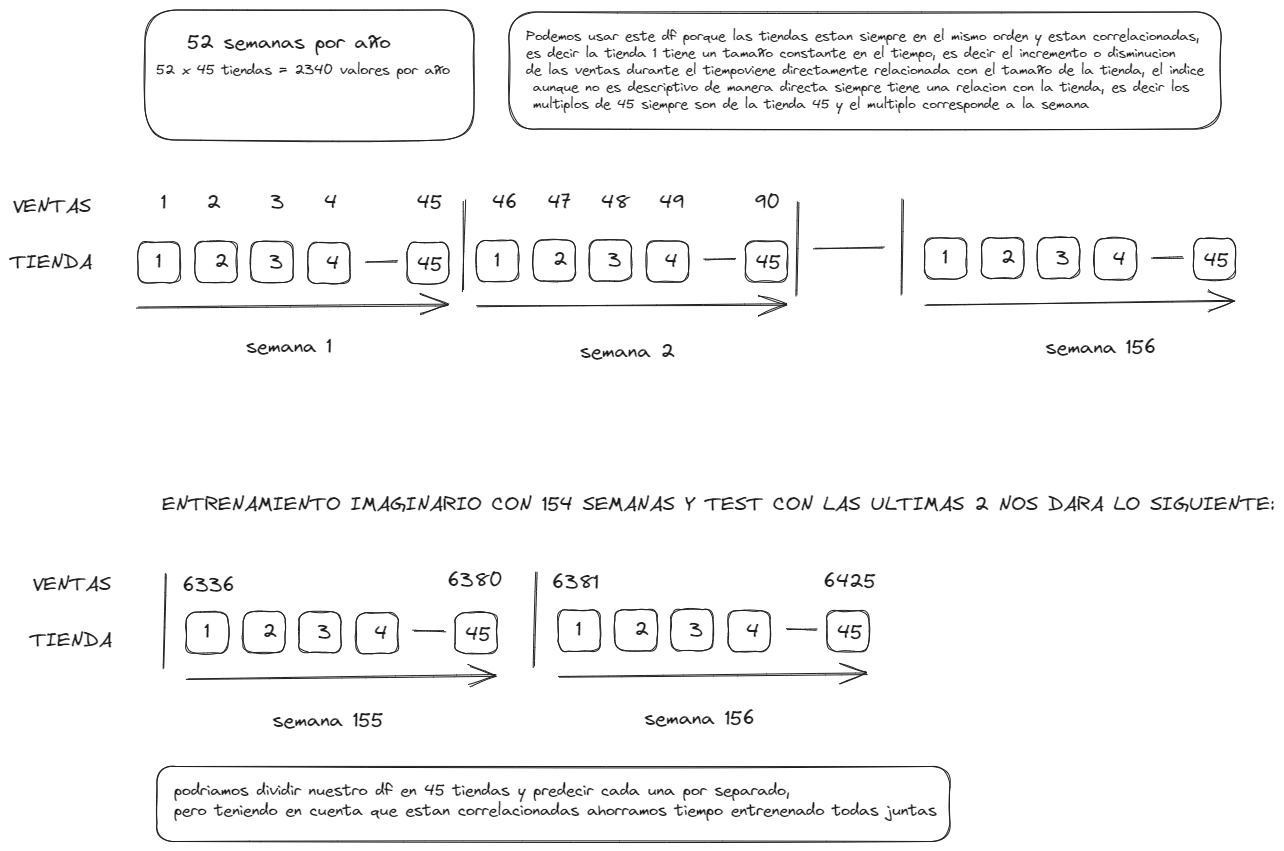 52 semanas por año
52 x 45 tiendas = 2340 valores por año
Podemos usar este df porque las tiendas estan siempre en el mismo orden y estan correlacionadas,
es decir la tienda 1 tiene un tamaño constante en el tiempo, es decir el incremento o disminucion
de las ventas durante el tiempoviene directamente relacionada con el tamaño de la tienda, el indice
aunque no es descriptivo de manera directa siempre tiene una relacion con la tienda, es decir los
multiplos de 45 siempre son de la tienda 45 y el multiplo corresponde a la semana
VENTAS 1 2 3 4 45 46 47 48 49 90
TIENDA 1 2 3 4 45 1 2 3 4 45 1 2 3 4 45
semana 1 semana 2 semana 156
ENTRENAMIENTO IMAGINARIO CON 154 SEMANAS Y TEST CON LAS ULTIMAS 2 NOS DARA LO SIGUIENTE:
VENTAS 6336 6380 6381 6425
TIENDA 1 2 3 4 45 1 2 3 4 45
semana 155 semana 156
podriamos dividir nuestro df en 45 tiendas y predecir cada una por separado,
pero teniendo en cuenta que estan correlacionadas ahorramos tiempo entrenenado todas juntas